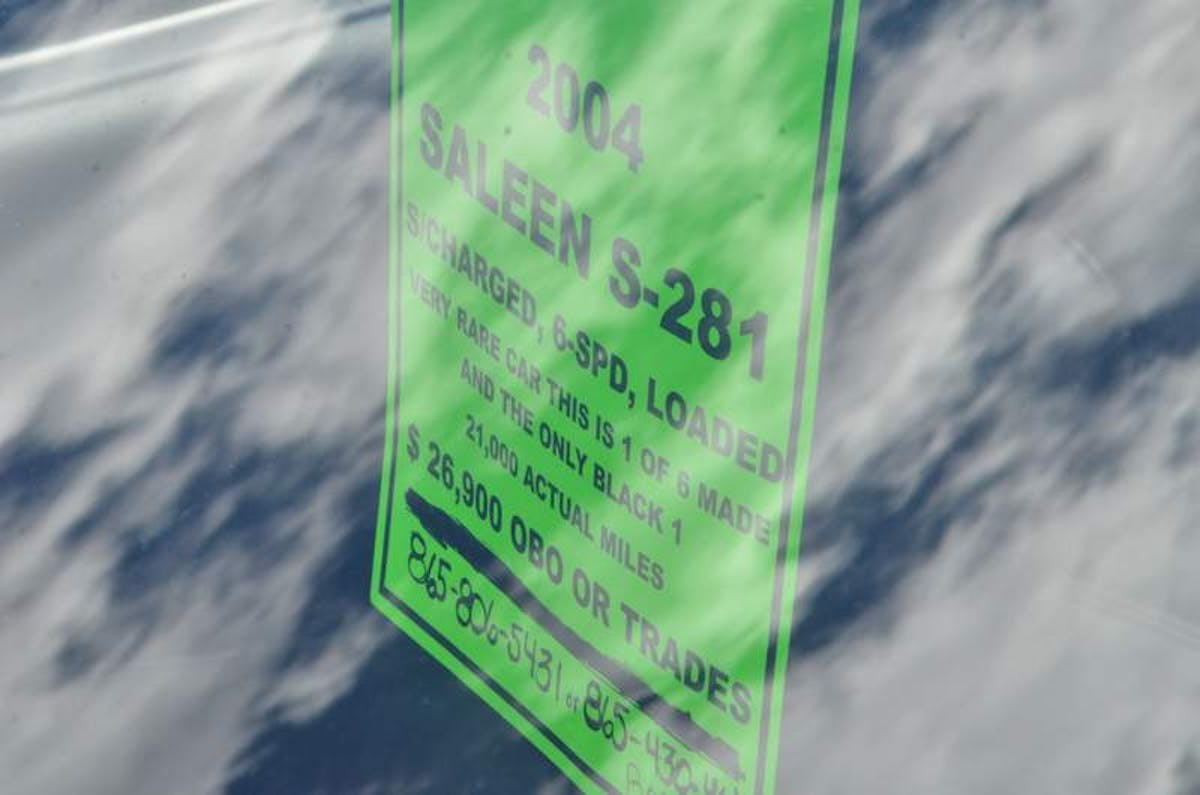 2004
SALEEN S-281
S/CHARGED, 6-SPD, LOADED
VERY RARE CAR THIS IS 1 OF 6 MADE
AND THE ONLY BLACK 1
21,000 ACTUAL MILES
$ 26,900 OBO OR TRADES
865-806-5431 or 865-430-